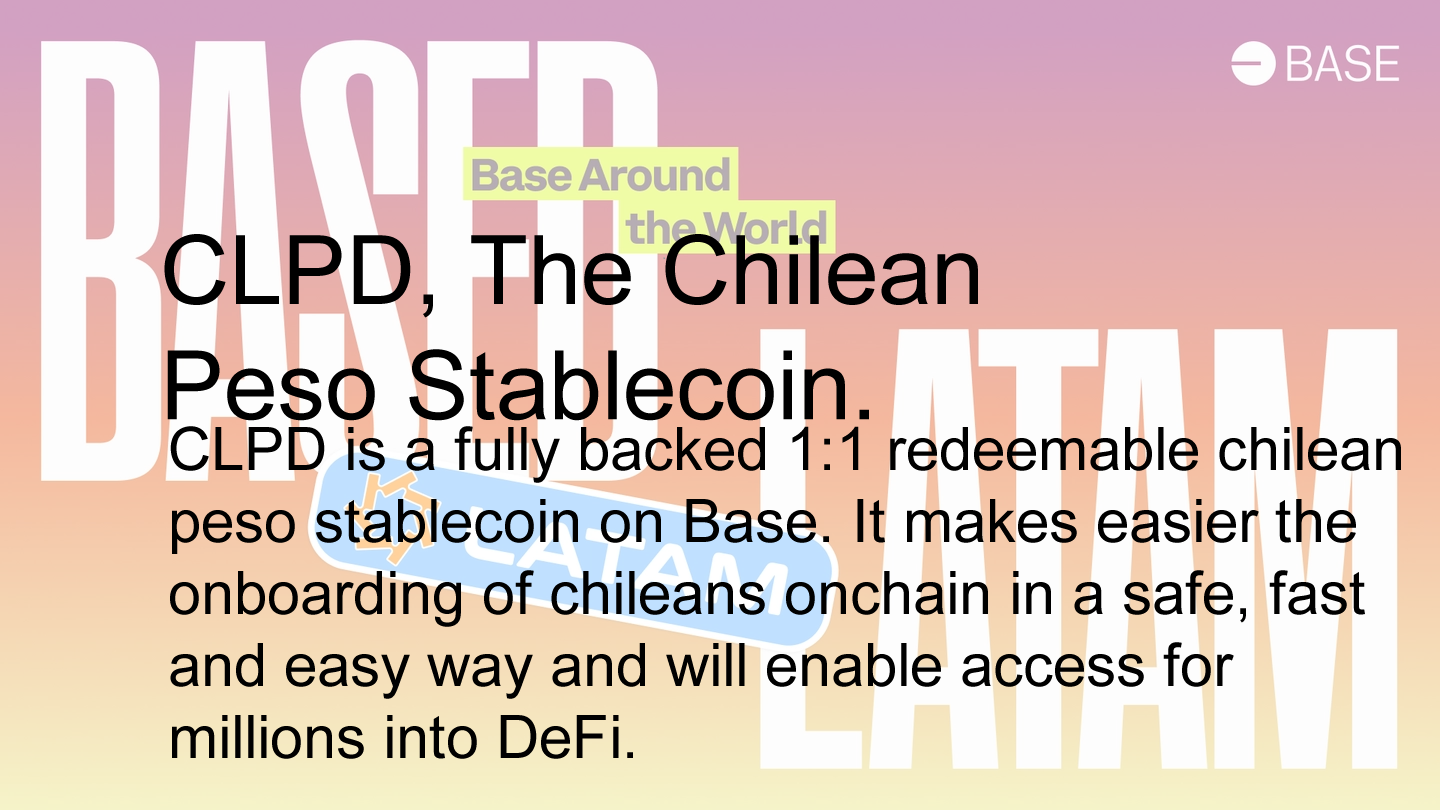 BASED
BASE
Base Around
the World
CLPD, The Chilean
Peso Stablecoin.
LATAM
CLPD is a fully backed 1:1 redeemable chilean
peso stablecoin on Base. It makes easier the
LATAM
onboarding of chileans onchain in a safe, fast
and easy way and will enable access for
millions into DeFi.